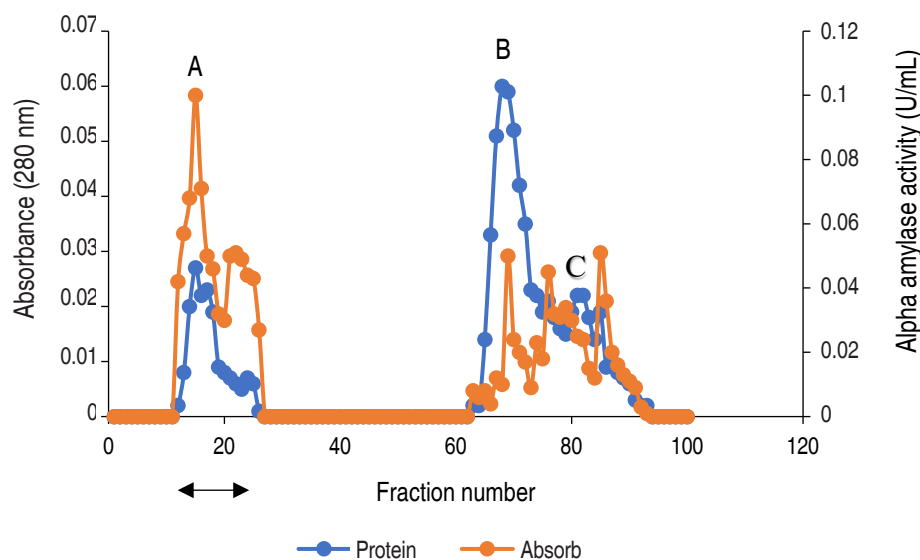 Absorbance (280 nm)
0.07
0.06
0.05
0.04
0.03
0.02
0.01
0
A
B
C
0.12
0.1
0.08
0.06
0.04
0.02
0
Alpha amylase activity (U/mL)
0 20 40 60 80 100 120
Fraction number
Protein Absorb